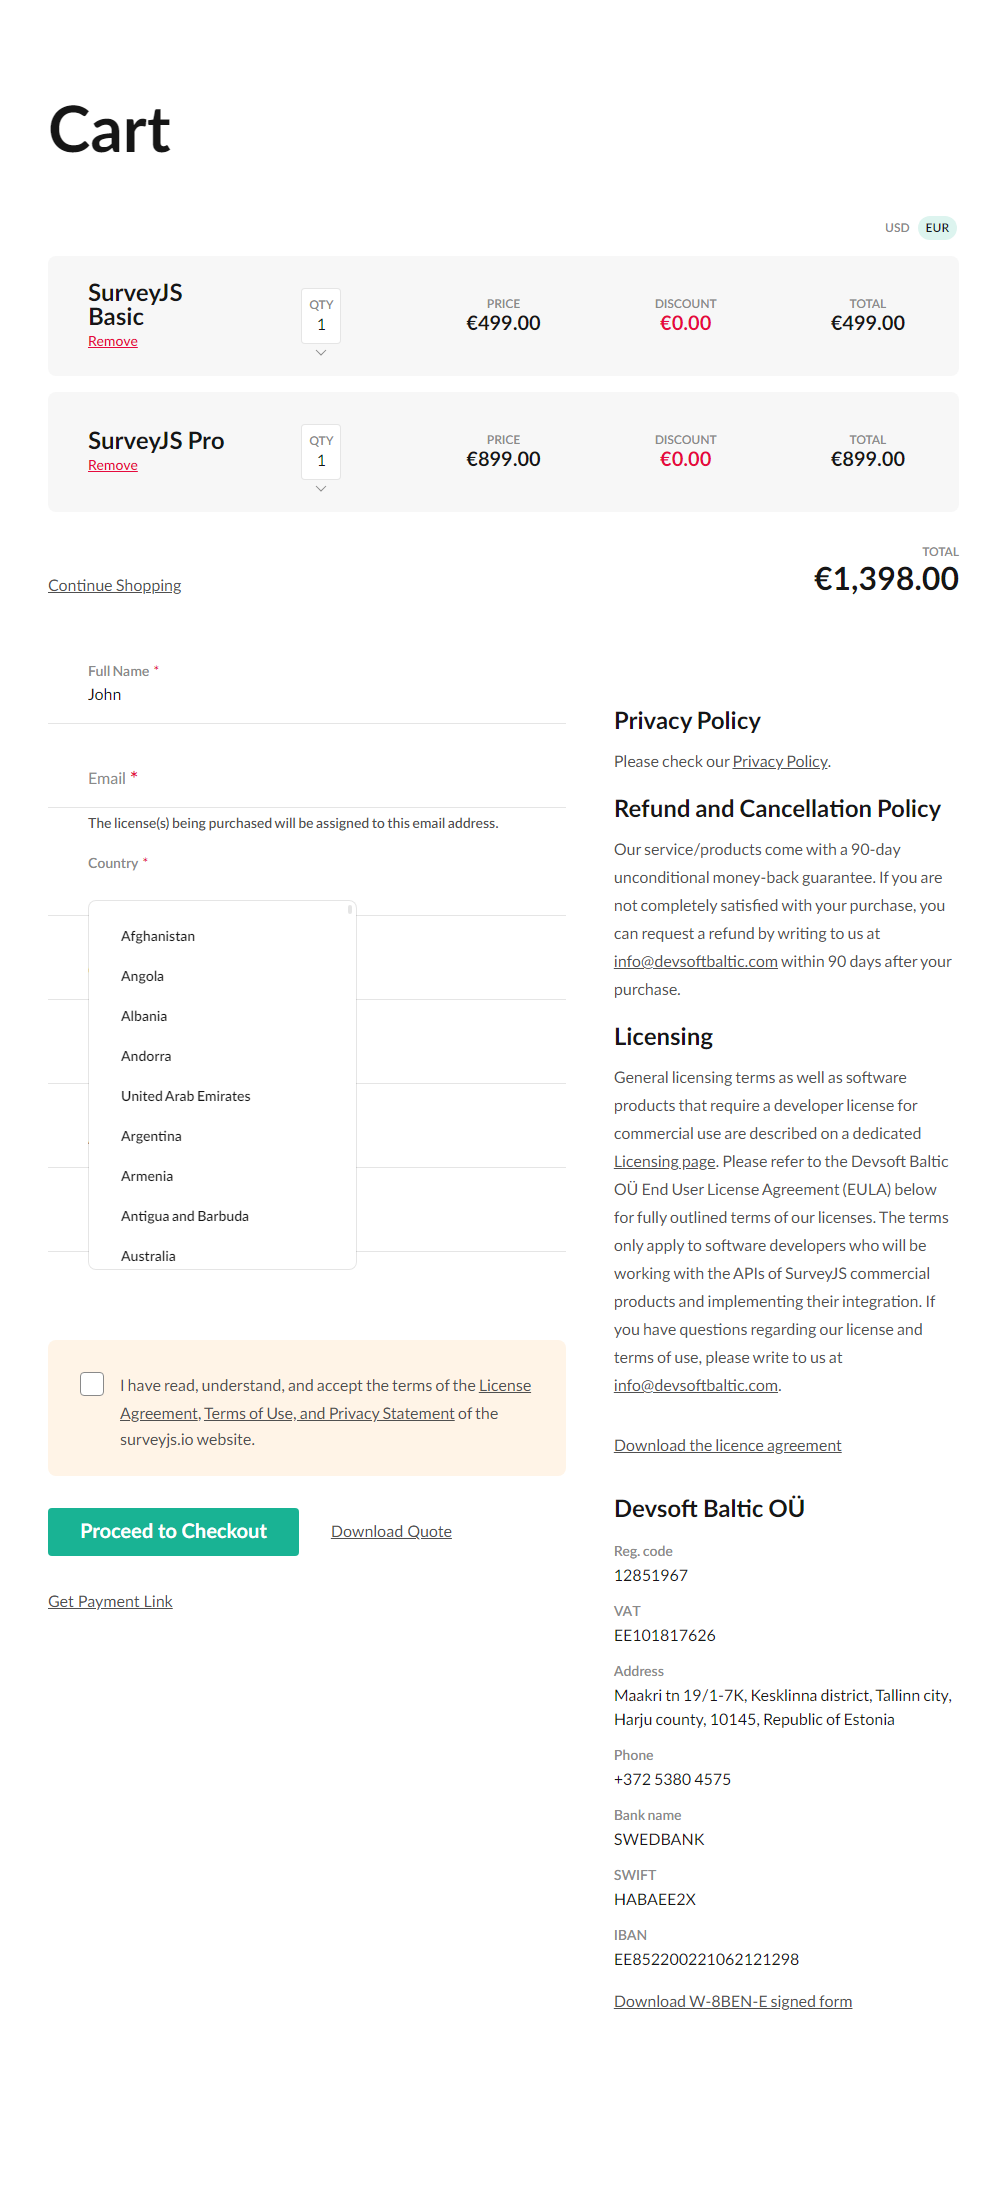 Cart
USD EUR
SurveyJS
Basic
Remove
QTY
1
PRICE
€499.00
DISCOUNT
€0.00
TOTAL
€499.00
SurveyJS Pro
Remove
QTY
1
PRICE
€899.00
DISCOUNT
€0.00
TOTAL
€899.00
Continue Shopping
TOTAL
€1,398.00
Full Name *
John
Email *
The license(s) being purchased will be assigned to this email address.
Country *
Afghanistan
Angola
Albania
Andorra
United Arab Emirates
Argentina
Armenia
Antigua and Barbuda
Australia
I have read, understand, and accept the terms of the License
Agreement, Terms of Use, and Privacy Statement of the
surveyjs.io website.
Proceed to Checkout
Download Quote
Get Payment Link
Privacy Policy
Please check our Privacy Policy.
Refund and Cancellation Policy
Our service/products come with a 90-day
unconditional money-back guarantee. If you are
not completely satisfied with your purchase, you
can request a refund by writing to us at
info@devsoftbaltic.com within 90 days after your
purchase.
Licensing
General licensing terms as well as software
products that require a developer license for
commercial use are described on a dedicated
Licensing page. Please refer to the Devsoft Baltic
OÜ End User License Agreement (EULA) below
for fully outlined terms of our licenses. The terms
only apply to software developers who will be
working with the APIs of SurveyJS commercial
products and implementing their integration. If
you have questions regarding our license and
terms of use, please write to us at
info@devsoftbaltic.com.
Download the licence agreement
Devsoft Baltic OÜ
Reg. code
12851967
VAT
EE101817626
Address
Maakri tn 19/1-7K, Kesklinna district, Tallinn city,
Harju county, 10145, Republic of Estonia
Phone
+372 5380 4575
Bank name
SWEDBANK
SWIFT
HABAEE2X
IBAN
EE852200221062121298
Download W-8BEN-E signed form